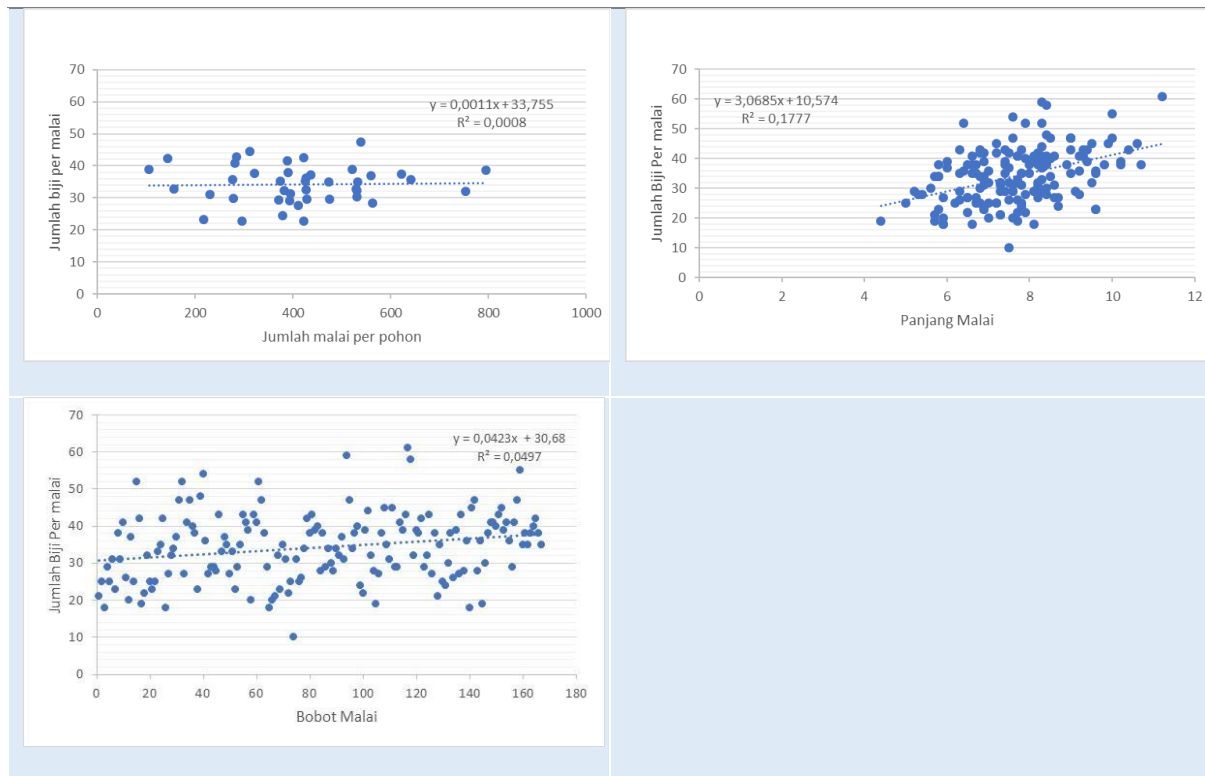 70
60
50
40
30
20
10
0
Jumlah biji per malai
y = 0,0011x + 33,755
R² = 0,0008
0 200 400 600 800 1000
Jumlah malai per pohon
70
60
50
40
30
20
10
0
Jumlah Biji Per malai
y = 3,0685x + 10,574
R² = 0,1777
0 2 4 6 8 10 12
Panjang Malai
70
60
50
40
30
20
10
0
Jumlah Biji Per malai
y = 0,0423x + 30,68
R² = 0,0497
0 20 40 60 80 100 120 140 160 180
Bobot Malai